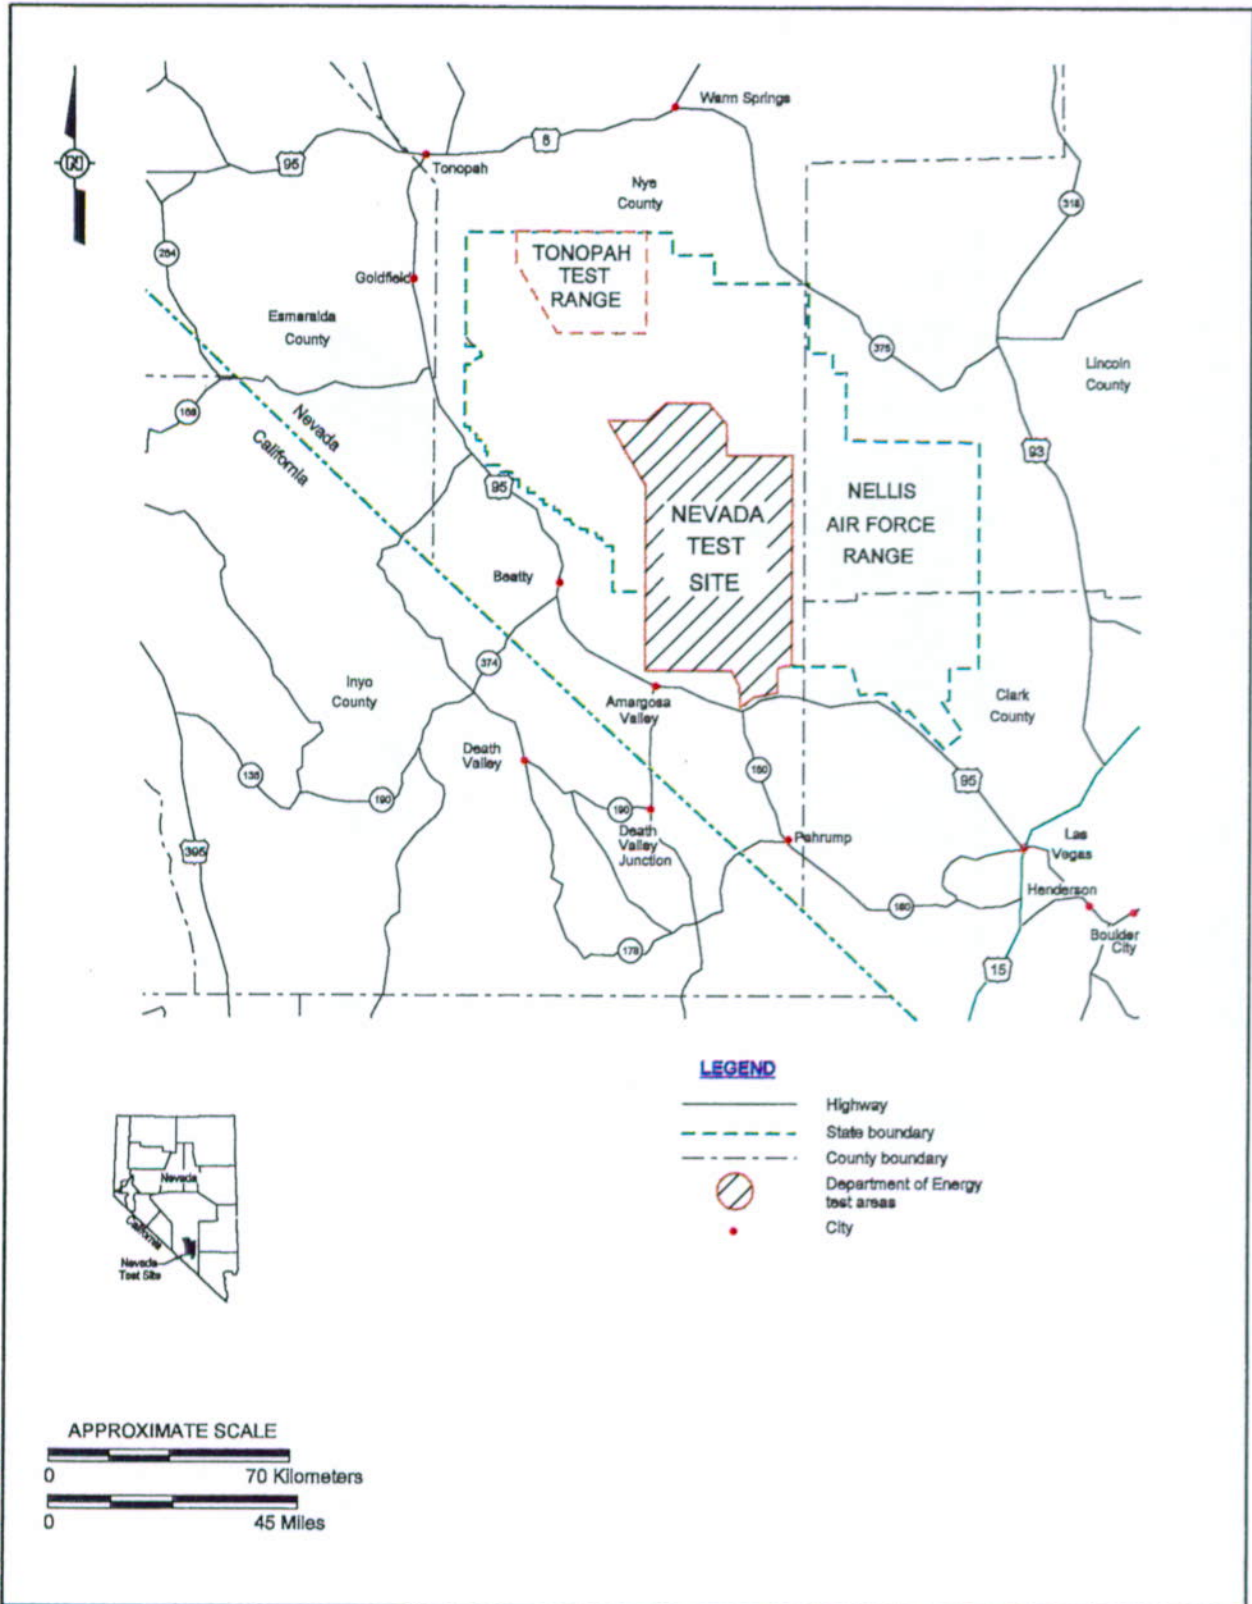 Warm Springs
6
95
Tonopah
Nye
County
318
264
TONOPAH
TEST
RANGE
Goldfield
Esmeralda
County
375
Lincoln
County
168
Nevada
California
93
95
NELLIS
AIR FORCE
RANGE
NEVADA
TEST
SITE
Beatty
374
Inyo
County
Amargosa
Valley
Clark
County
Death
Valley
160
136
190
190
95
Death
Valley
Junction
Pahrump
Las
Vegas
395
Henderson
160
Boulder
City
178
15
LEGEND
Highway
State boundary
County boundary
Department of Energy
test areas
City
Nevada
California
Nevada
Test Site
APPROXIMATE SCALE
0 70 Kilometers
0 45 Miles